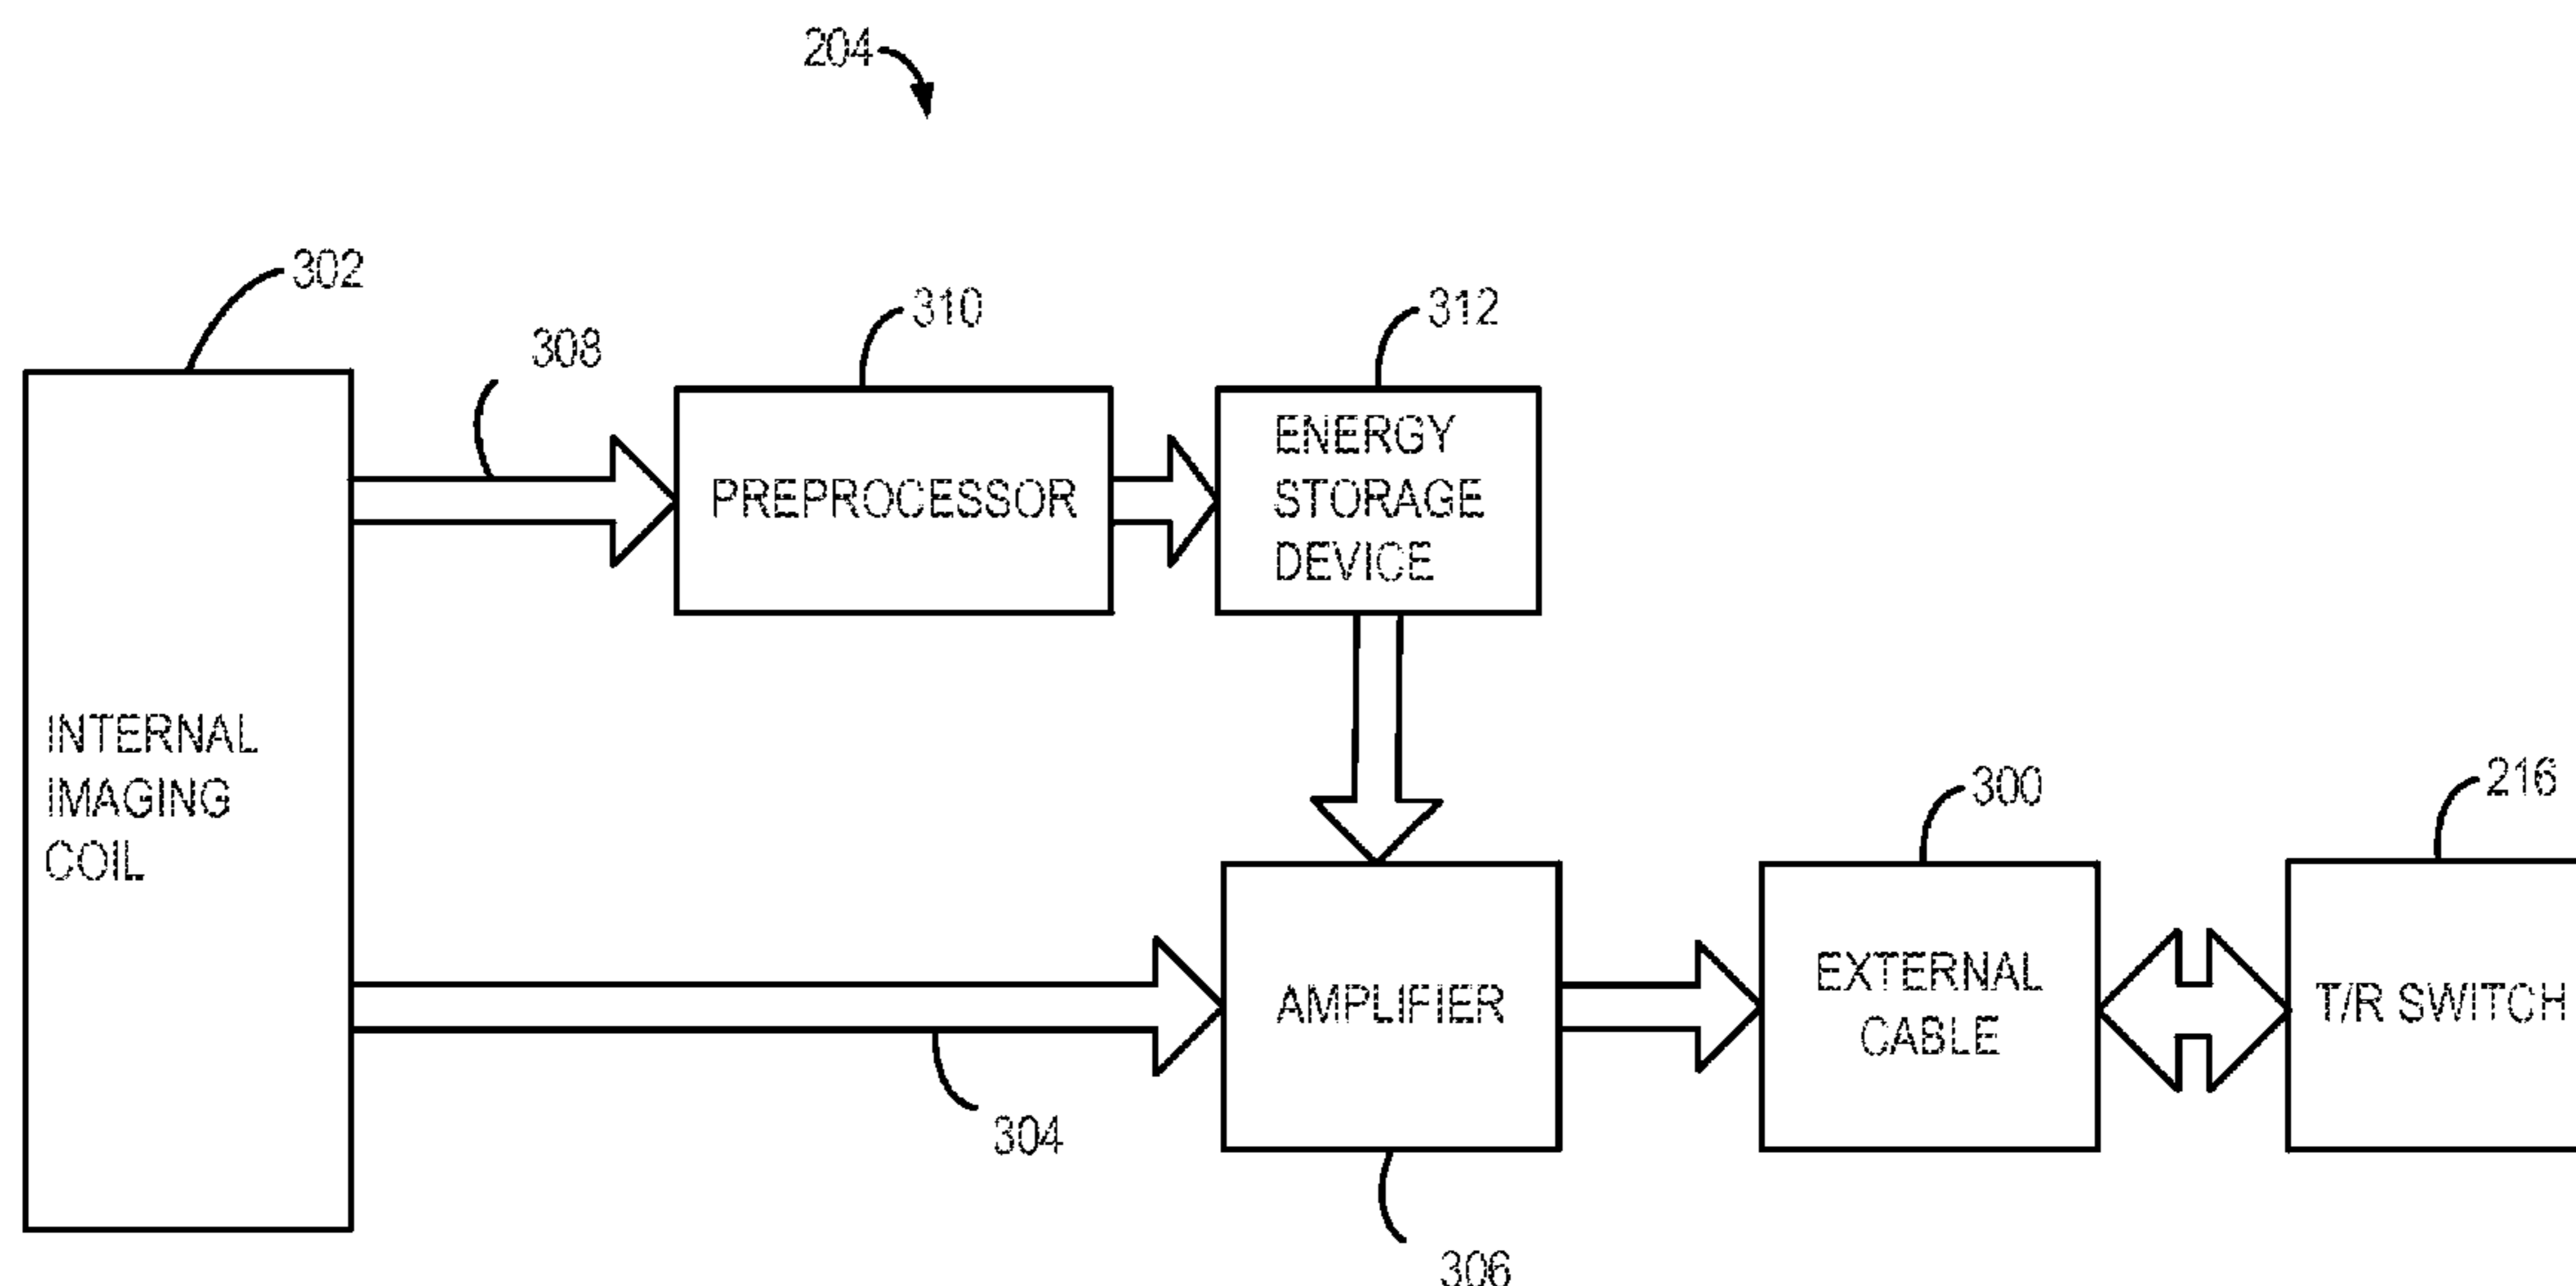 204
302
308
310
312
PREPROCESSOR
ENERGY
STORAGE
DEVICE
INTERNAL
IMAGING
COIL
300
216
AMPLIFIER
EXTERNAL
CABLE
T/R SWITCH
304
306